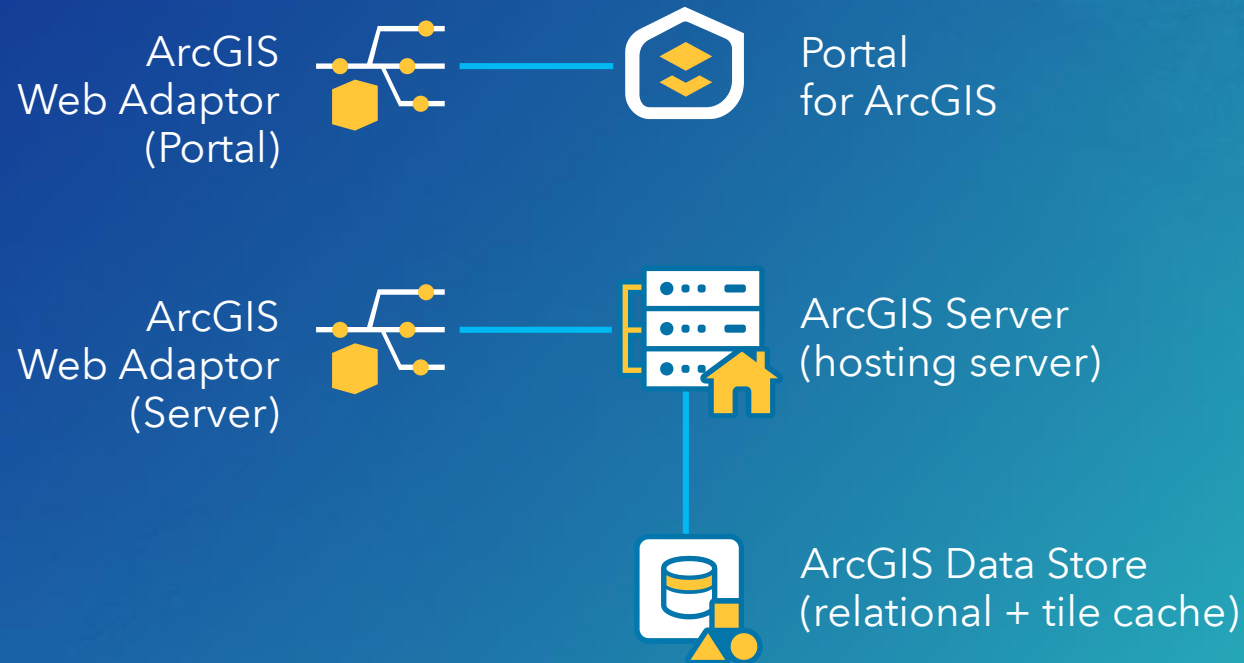 ArcGIS
Web Adaptor
(Portal)
Portal
for ArcGIS
ArcGIS
Web Adaptor
(Server)
ArcGIS Server
(hosting server)
ArcGIS Data Store
(relational + tile cache)